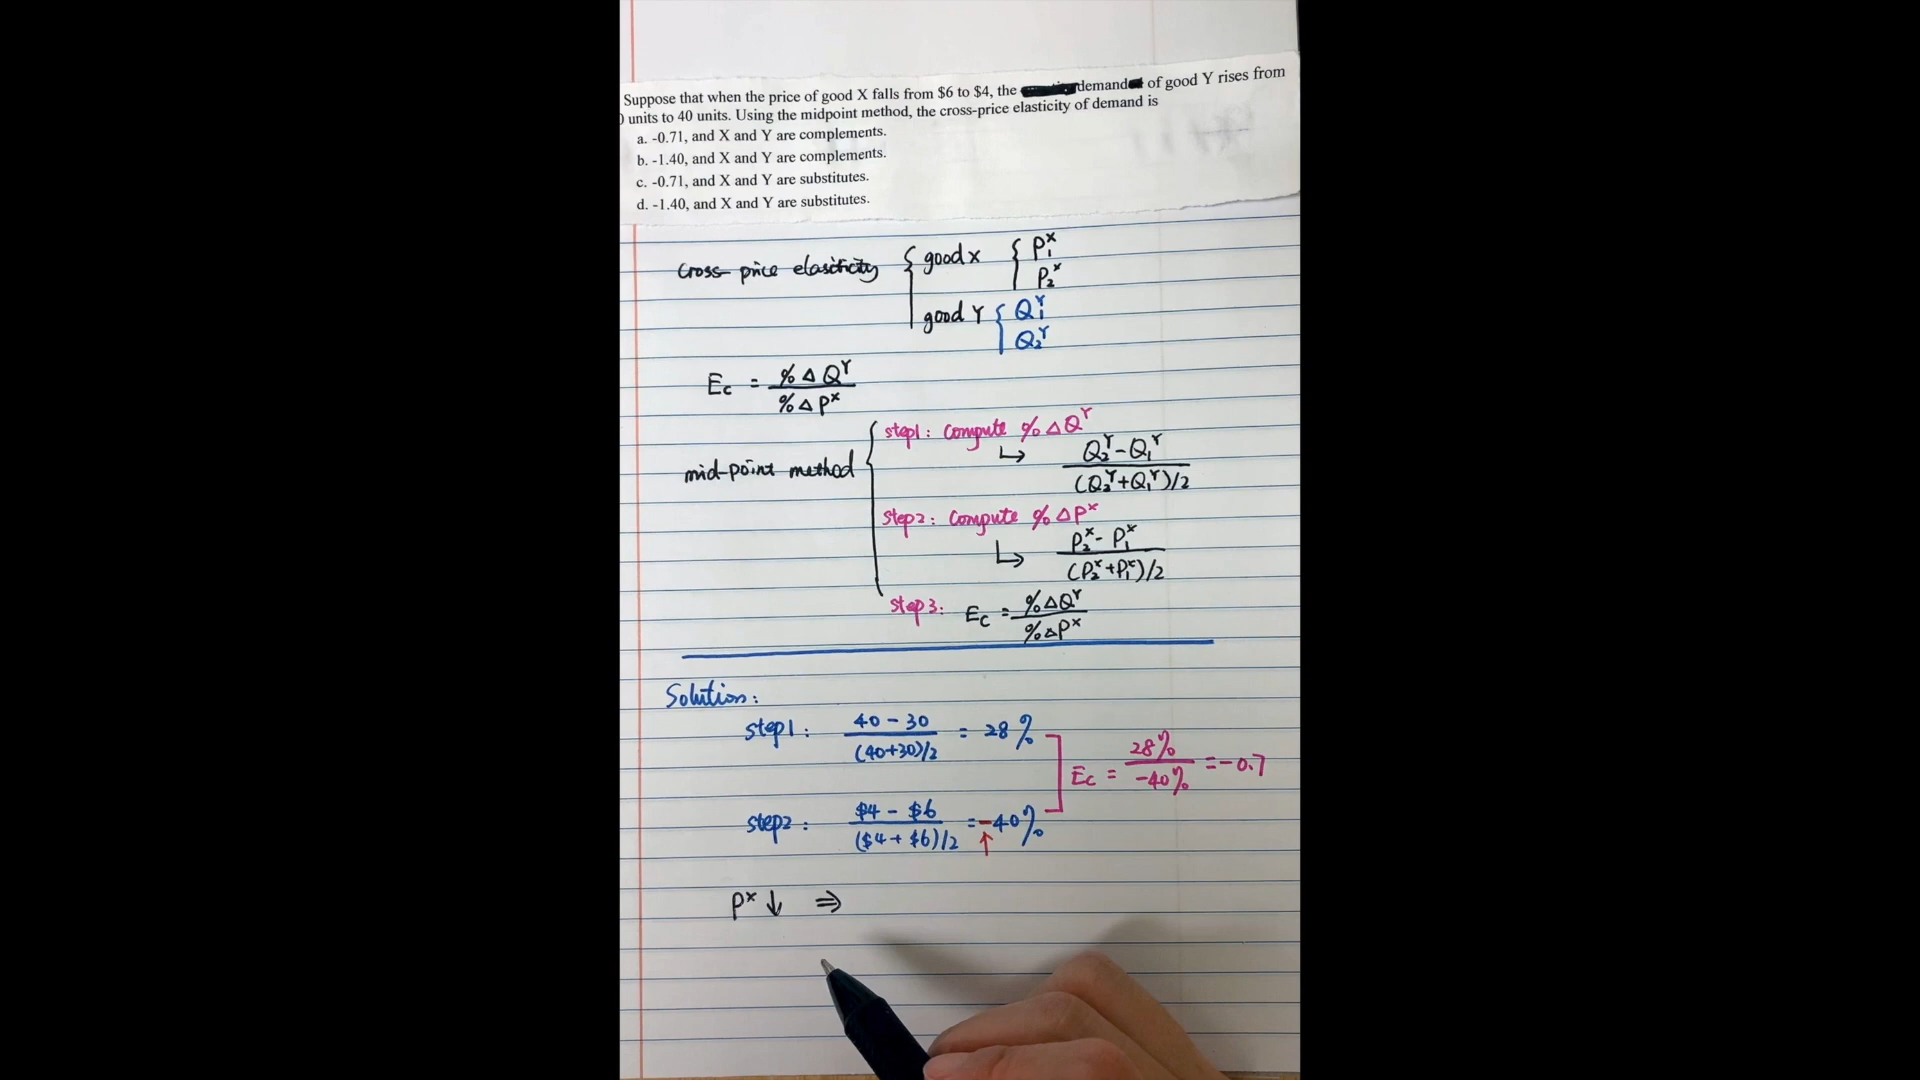 Suppose that when the price of good X falls from $6 to $4, the demand of good Y rises from
0 units to 40 units. Using the midpoint method, the cross-price elasticity of demand is
a. -0.71, and X and Y are complements.
b. -1.40, and X and Y are complements.
c. -0.71, and X and Y are substitutes.
d. -1.40, and X and Y are substitutes.
Cross-price elasticity { good X { P₁ˣ
P₂ˣ
good Y { Q₁ʸ
Q₂ʸ
Ec = %ΔQʸ / %ΔPˣ
mid-point method
step1: Compute %ΔQʸ
↳ Q₂ʸ-Q₁ʸ / (Q₂ʸ+Q₁ʸ)/2
Step2: Compute %ΔPˣ
↳ P₂ˣ-P₁ˣ / (P₂ˣ+P₁ˣ)/2
Step3: Ec = %ΔQʸ / %ΔPˣ
Solution:
step1: 40-30 / (40+30)/2 = 28%
Ec = 28% / -40% = -0.7
step2: $4-$6 / ($4+$6)/2 = -40%
↑
Pˣ↓ ⇒